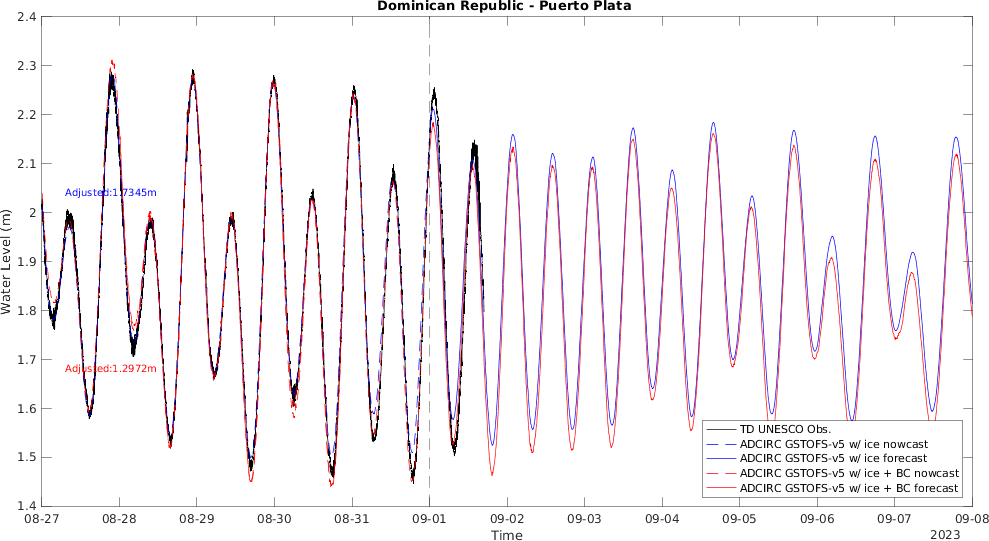 Dominican Republic - Puerto Plata
2.4
2.3
2.2
2.1
2
1.9
1.8
1.7
1.6
1.5
1.4
Water Level (m)
Adjusted:1.7345m
Adjusted:1.2972m
TD UNESCO Obs.
ADCIRC GSTOFS-v5 w/ ice nowcast
ADCIRC GSTOFS-v5 w/ ice forecast
ADCIRC GSTOFS-v5 w/ ice + BC nowcast
ADCIRC GSTOFS-v5 w/ ice + BC forecast
08-27 08-28 08-29 08-30 08-31 09-01 09-02 09-03 09-04 09-05 09-06 09-07 09-08
Time
2023